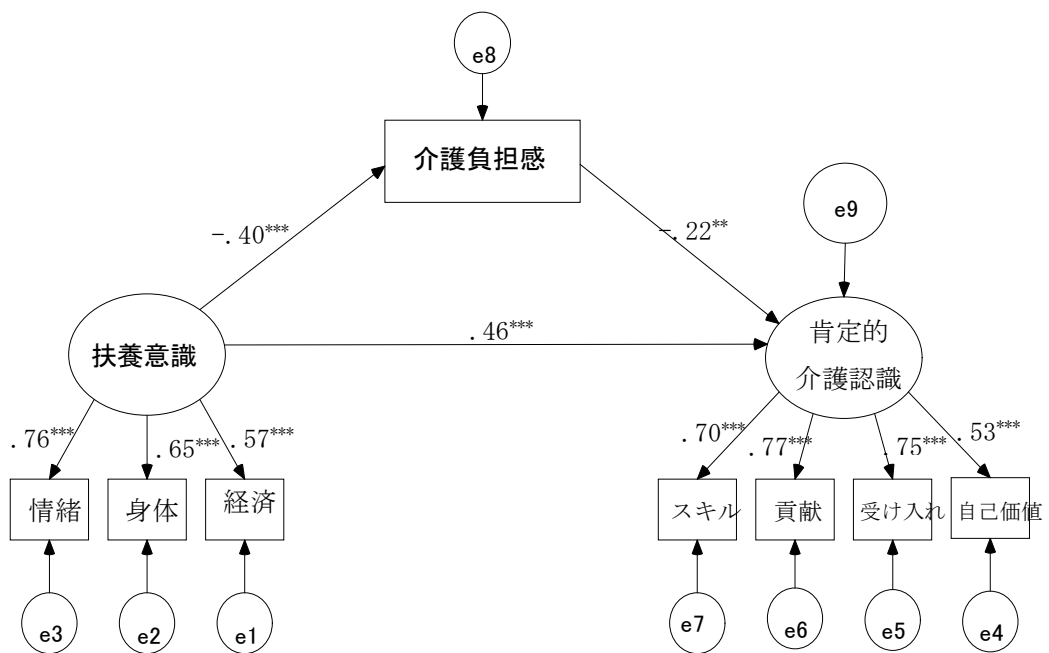 e8
介護負担感
e9
-.40***
-.22**
肯定的
介護認識
扶養意識
.46***
.76***
.65***
.57***
.70***
.77***
.75***
.53***
情緒
身体
経済
スキル
貢献
受け入れ
自己価値
e3
e2
e1
e7
e6
e5
e4